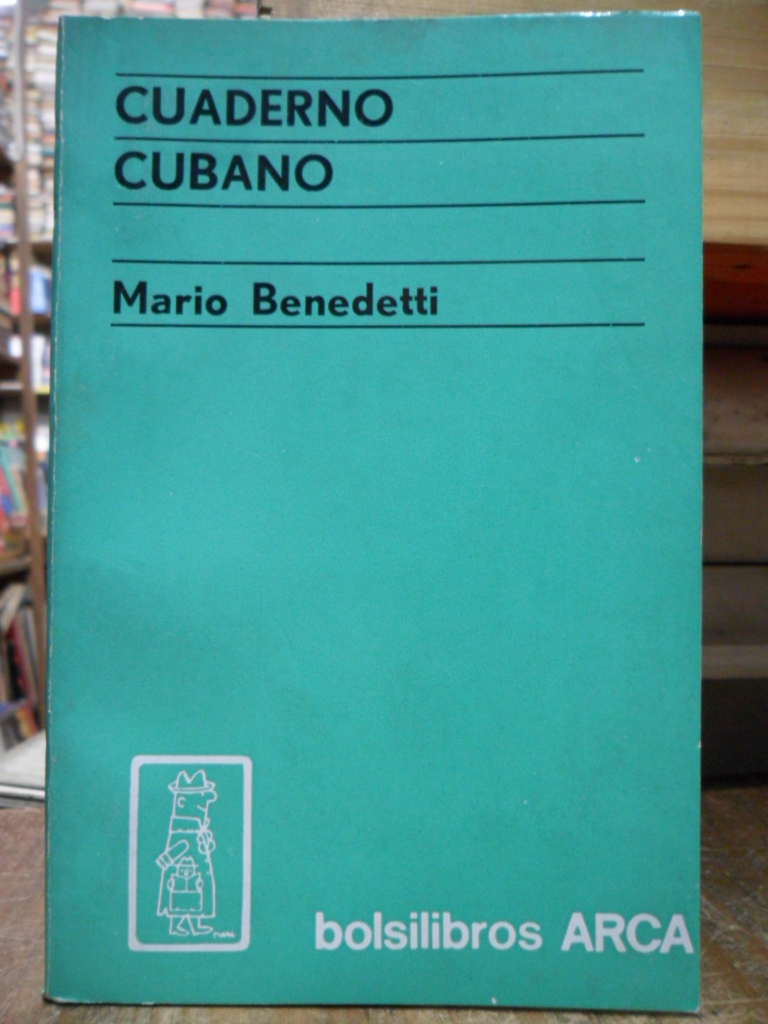 CUADERNO
CUBANO
Mario Benedetti
bolsilibros ARCA